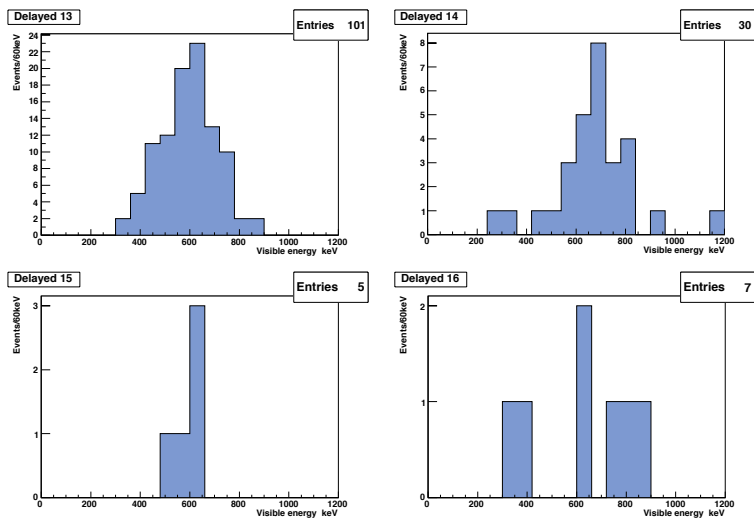 Delayed 13
Entries 101
Events/60keV
24
22
20
18
16
14
12
10
8
6
4
2
0
0 200 400 600 800 1000 1200
Visible energy keV
Delayed 14
Entries 30
Events/60keV
8
7
6
5
4
3
2
1
0
0 200 400 600 800 1000 1200
Visible energy keV
Delayed 15
Entries 5
Events/60keV
3
2
1
0
0 200 400 600 800 1000 1200
Visible energy keV
Delayed 16
Entries 7
Events/60keV
2
1
0
0 200 400 600 800 1000 1200
Visible energy keV